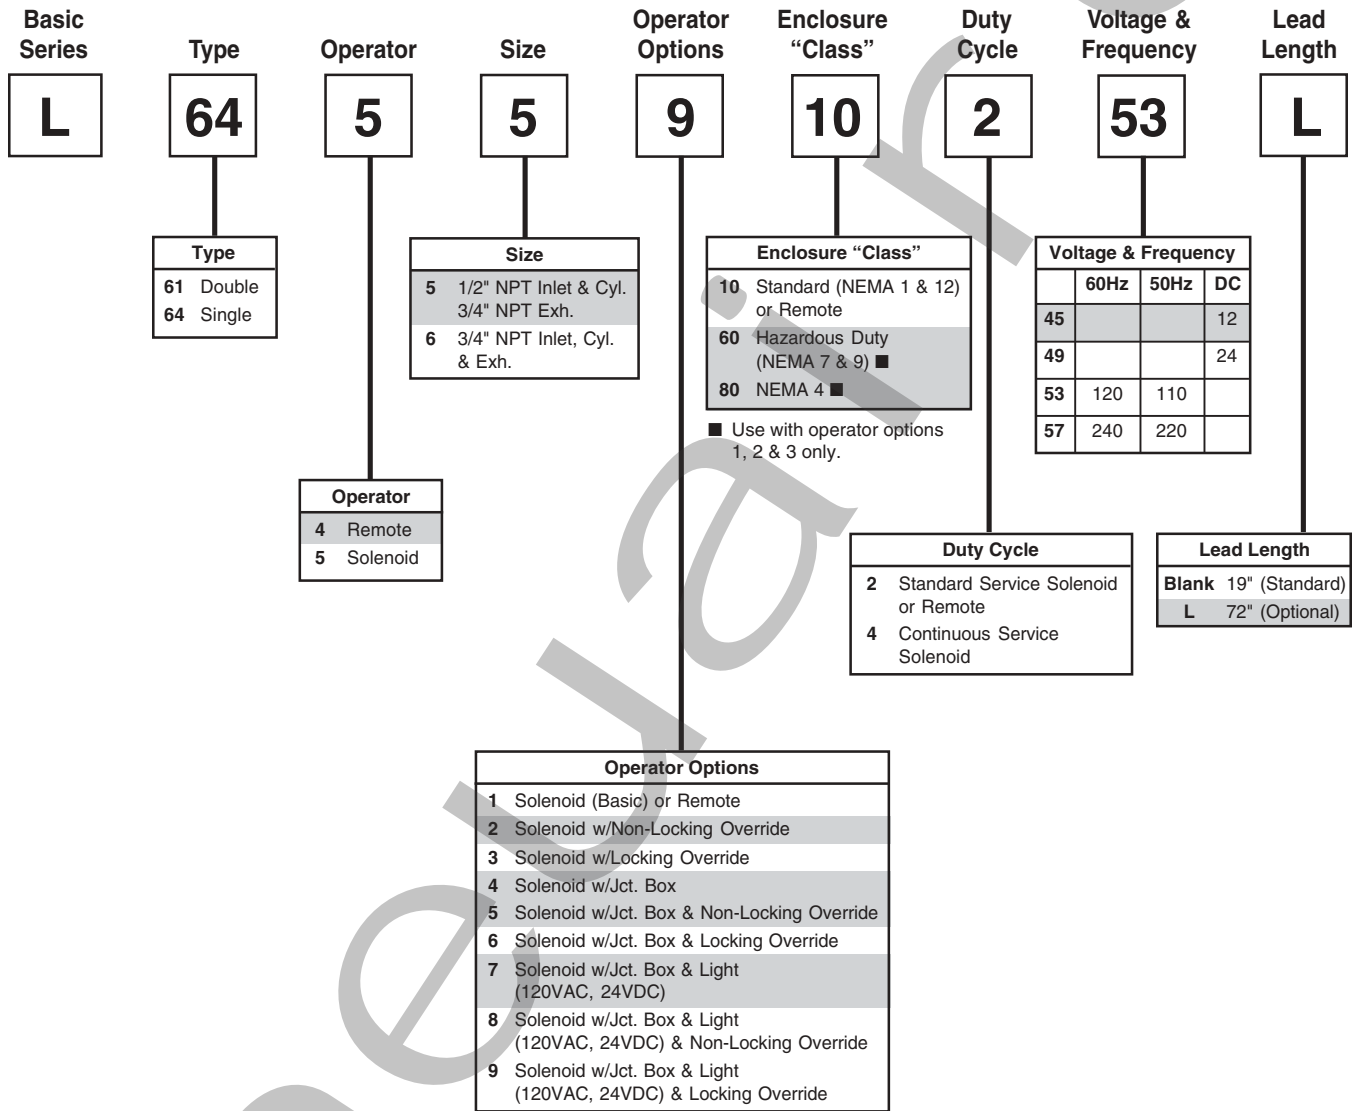 Basic Series
Type
Operator
Size
Operator Options
Enclosure “Class”
Duty Cycle
Voltage & Frequency
Lead Length
L 64 5 5 9 10 2 53 L
Type
61 Double
64 Single
Size
5 1/2" NPT Inlet & Cyl.
3/4" NPT Exh.
6 3/4" NPT Inlet, Cyl.
& Exh.
Enclosure “Class”
10 Standard (NEMA 1 & 12)
or Remote
60 Hazardous Duty
(NEMA 7 & 9) ■
80 NEMA 4 ■
■ Use with operator options
1, 2 & 3 only.
Voltage & Frequency
60Hz 50Hz DC
45 12
49 24
53 120 110
57 240 220
Operator
4 Remote
5 Solenoid
Duty Cycle
2 Standard Service Solenoid
or Remote
4 Continuous Service
Solenoid
Lead Length
Blank 19" (Standard)
L 72" (Optional)
Operator Options
1 Solenoid (Basic) or Remote
2 Solenoid w/Non-Locking Override
3 Solenoid w/Locking Override
4 Solenoid w/Jct. Box
5 Solenoid w/Jct. Box & Non-Locking Override
6 Solenoid w/Jct. Box & Locking Override
7 Solenoid w/Jct. Box & Light
(120VAC, 24VDC)
8 Solenoid w/Jct. Box & Light
(120VAC, 24VDC) & Non-Locking Override
9 Solenoid w/Jct. Box & Light
(120VAC, 24VDC) & Locking Override